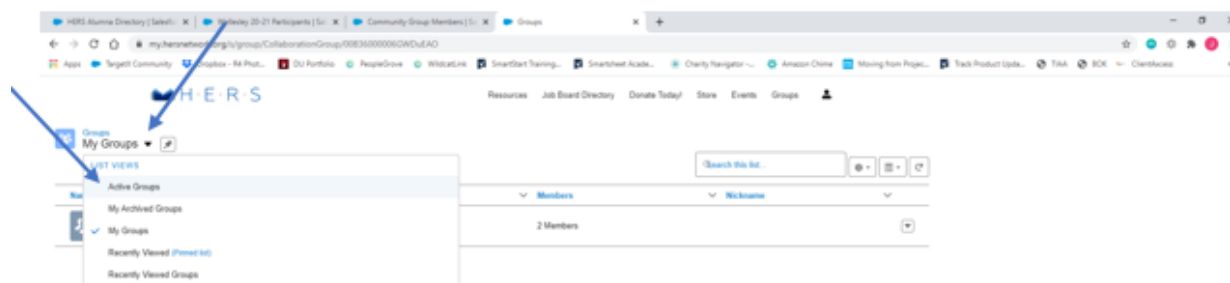 HERS Alumna Directory | Salesfo
Wellesley 20-21 Participants | Sal
Community Group Members | Sa
Groups
my.hersnetwork.org/s/group/CollaborationGroup/00B36000006GWDuEAO
Apps Targett Community Dropbox - R4 Phot... DU Portfolio PeopleGrove WildcatLink SmartStart Training... Smartsheet Acade... Charity Navigator -... Amazon Chime Moving from Projec... Track Product Upda... TIAA BOK ClientAccess
H·E·R·S
Resources Job Board Directory Donate Today! Store Events Groups
Groups
My Groups
LIST VIEWS
Search this list...
Active Groups
Members Nickname
My Archived Groups
My Groups
2 Members
Recently Viewed (Pinned list)
Recently Viewed Groups